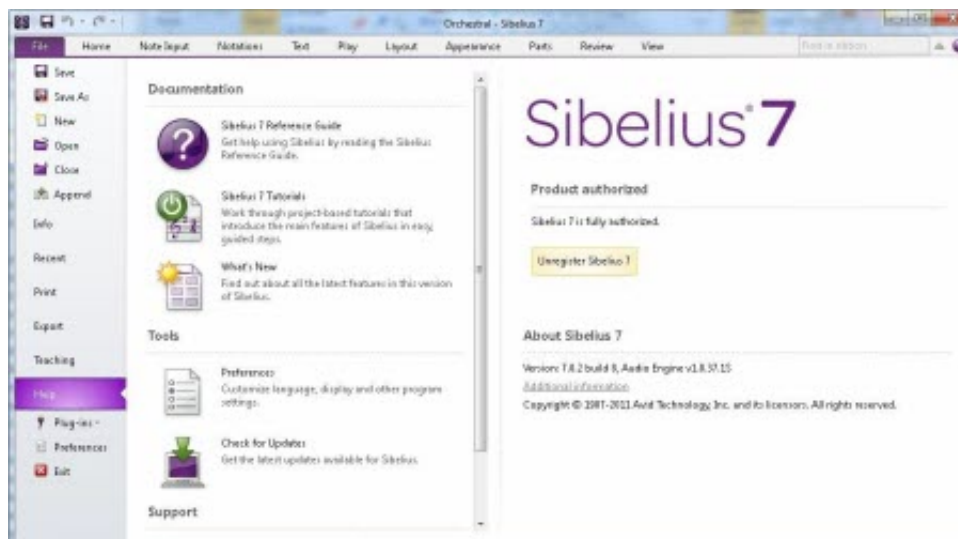 Orchestral - Sibelius 7
File Home Note Input Notations Text Play Layout Appearance Parts Review View Find in ribbon
Save
Save As
New
Open
Close
Append
Info
Recent
Print
Export
Teaching
Help
Plug-ins
Preferences
Exit
Documentation
Sibelius 7 Reference Guide
Get help using Sibelius by reading the Sibelius
Reference Guide.
Sibelius 7 Tutorials
Work through project-based tutorials that
introduce the main features of Sibelius in easy,
guided steps.
What's New
Find out about all the latest features in this version
of Sibelius.
Tools
Preferences
Customize language, display and other program
settings.
Check for Updates
Get the latest updates available for Sibelius.
Support
Sibelius® 7
Product authorized
Sibelius 7 is fully authorized.
Unregister Sibelius 7
About Sibelius 7
Version: 7.0.2 build 8, Audio Engine v1.8.37.15
Additional information
Copyright © 1987-2011 Avid Technology, Inc. and its licensors. All rights reserved.